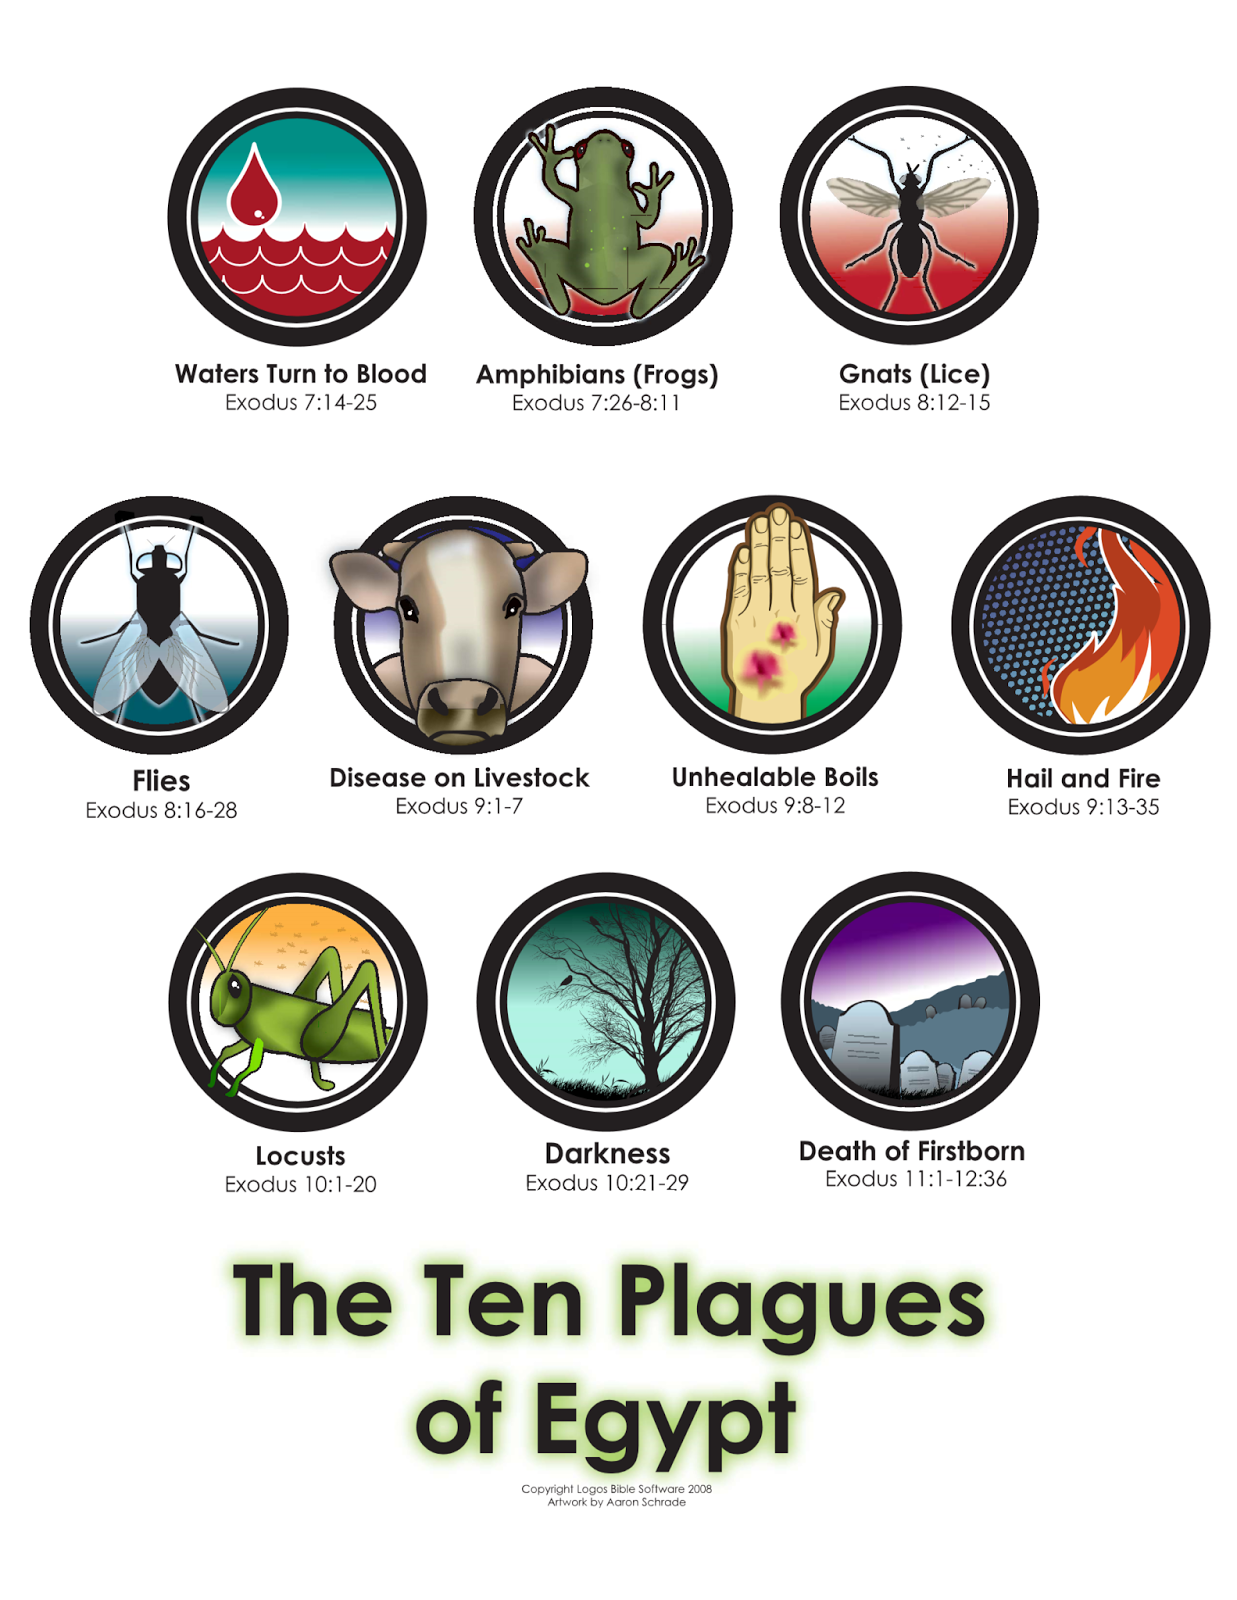 Waters Turn to Blood
Exodus 7:14-25
Amphibians (Frogs)
Exodus 7:26-8:11
Gnats (Lice)
Exodus 8:12-15
Flies
Exodus 8:16-28
Disease on Livestock
Exodus 9:1-7
Unhealable Boils
Exodus 9:8-12
Hail and Fire
Exodus 9:13-35
Locusts
Exodus 10:1-20
Darkness
Exodus 10:21-29
Death of Firstborn
Exodus 11:1-12:36
The Ten Plagues
of Egypt
Copyright Logos Bible Software 2008
Artwork by Aaron Schrade